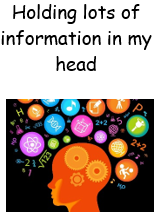 Holding lots of
information in my
head